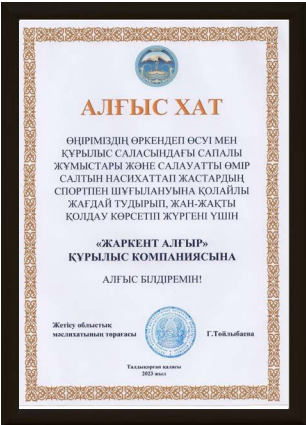 АЛҒЫС ХАТ
ӨҢІРІМІЗДІҢ ӨРКЕНДЕП ӨСУІ МЕН
ҚҰРЫЛЫС САЛАСЫНДАҒЫ САПАЛЫ
ЖҰМЫСТАРЫ ЖӘНЕ САЛАУАТТЫ ӨМІР
САЛТЫН НАСИХАТТАП ЖАСТАРДЫҢ
СПОРТПЕН ШҰҒЫЛАНУЫНА ҚОЛАЙЛЫ
ЖАҒДАЙ ТУДЫРЫП, ЖАН-ЖАҚТЫ
ҚОЛДАУ КӨРСЕТІП ЖҮРГЕНІ ҮШІН
«ЖАРКЕНТ АЛҒЫР»
ҚҰРЫЛЫС КОМПАНИЯСЫНА
АЛҒЫС БІЛДІРЕМІН!
Жетісу облыстық
мәслихатының төрағасы
Г.Тойлыбаева
Талдықорған қаласы
2023 жыл